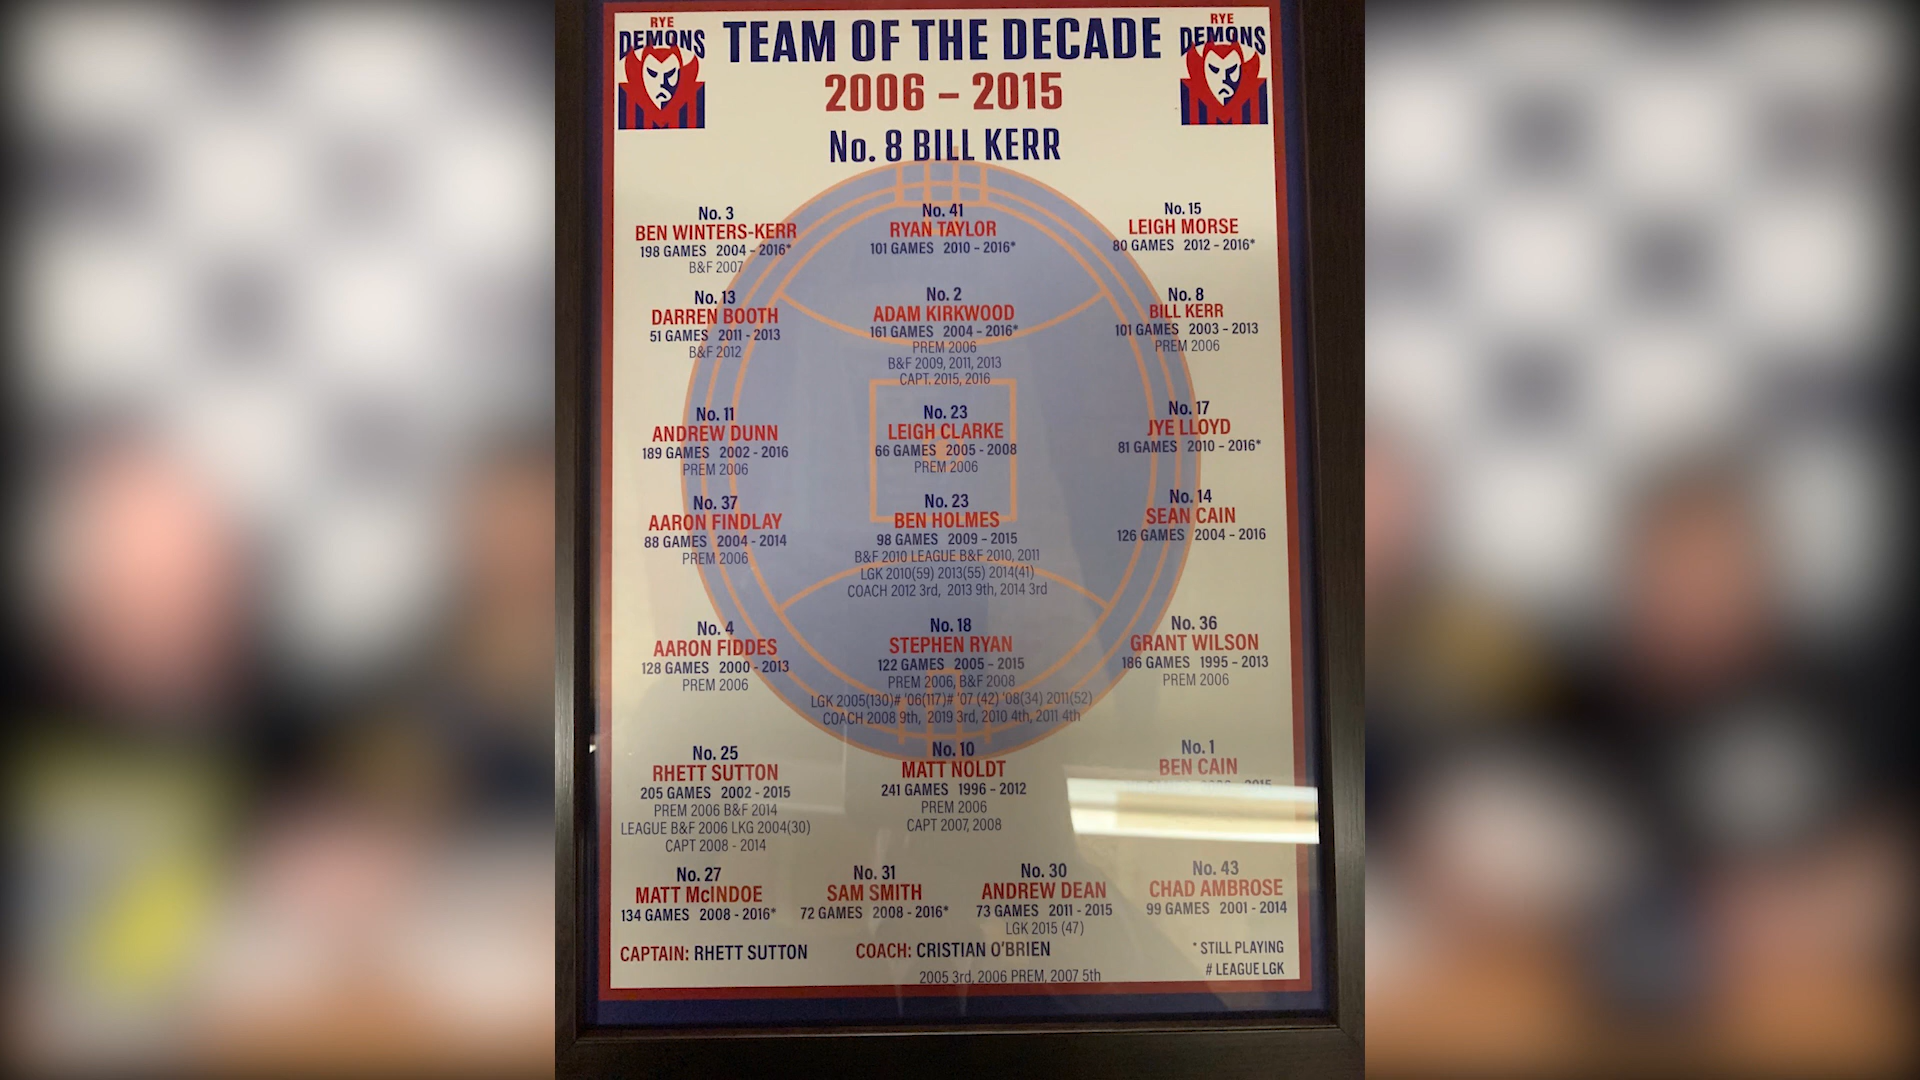 RYE
DEMONS
TEAM OF THE DECADE
RYE
DEMONS
2006 – 2015
No. 8 BILL KERR
No. 3
BEN WINTERS-KERR
198 GAMES 2004 - 2016*
B&F 2007
No. 41
RYAN TAYLOR
101 GAMES 2010 - 2016*
No. 15
LEIGH MORSE
80 GAMES 2012 - 2016*
No. 13
DARREN BOOTH
51 GAMES 2011 - 2013
B&F 2012
No. 2
ADAM KIRKWOOD
161 GAMES 2004 - 2016*
PREM 2006
B&F 2009, 2011, 2013
CAPT. 2015, 2016
No. 8
BILL KERR
101 GAMES 2003 - 2013
PREM 2006
No. 11
ANDREW DUNN
189 GAMES 2002 - 2016
PREM 2006
No. 23
LEIGH CLARKE
66 GAMES 2005 - 2008
PREM 2006
No. 17
JYE LLOYD
81 GAMES 2010 - 2016*
No. 37
AARON FINDLAY
88 GAMES 2004 - 2014
PREM 2006
No. 23
BEN HOLMES
98 GAMES 2009 - 2015
B&F 2010 LEAGUE B&F 2010, 2011
LGK 2010(59) 2013(55) 2014(41)
COACH 2012 3rd, 2013 9th, 2014 3rd
No. 14
SEAN CAIN
126 GAMES 2004 - 2016
No. 4
AARON FIDDES
128 GAMES 2000 - 2013
PREM 2006
No. 18
STEPHEN RYAN
122 GAMES 2005 - 2015
PREM 2006, B&F 2008
LGK 2005(130)# '06(117)# '07 (42) '08(34) 2011(52)
COACH 2008 9th, 2019 3rd, 2010 4th, 2011 4th
No. 36
GRANT WILSON
186 GAMES 1995 - 2013
PREM 2006
No. 25
RHETT SUTTON
205 GAMES 2002 - 2015
PREM 2006 B&F 2014
LEAGUE B&F 2006 LKG 2004(30)
CAPT 2008 - 2014
No. 10
MATT NOLDT
241 GAMES 1996 - 2012
PREM 2006
CAPT 2007, 2008
No. 1
BEN CAIN
2015
No. 27
MATT McINDOE
134 GAMES 2008 - 2016*
No. 31
SAM SMITH
72 GAMES 2008 - 2016*
No. 30
ANDREW DEAN
73 GAMES 2011 - 2015
LGK 2015 (47)
No. 43
CHAD AMBROSE
99 GAMES 2001 - 2014
CAPTAIN: RHETT SUTTON
COACH: CRISTIAN O'BRIEN
2005 3rd, 2006 PREM, 2007 5th
* STILL PLAYING
# LEAGUE LGK